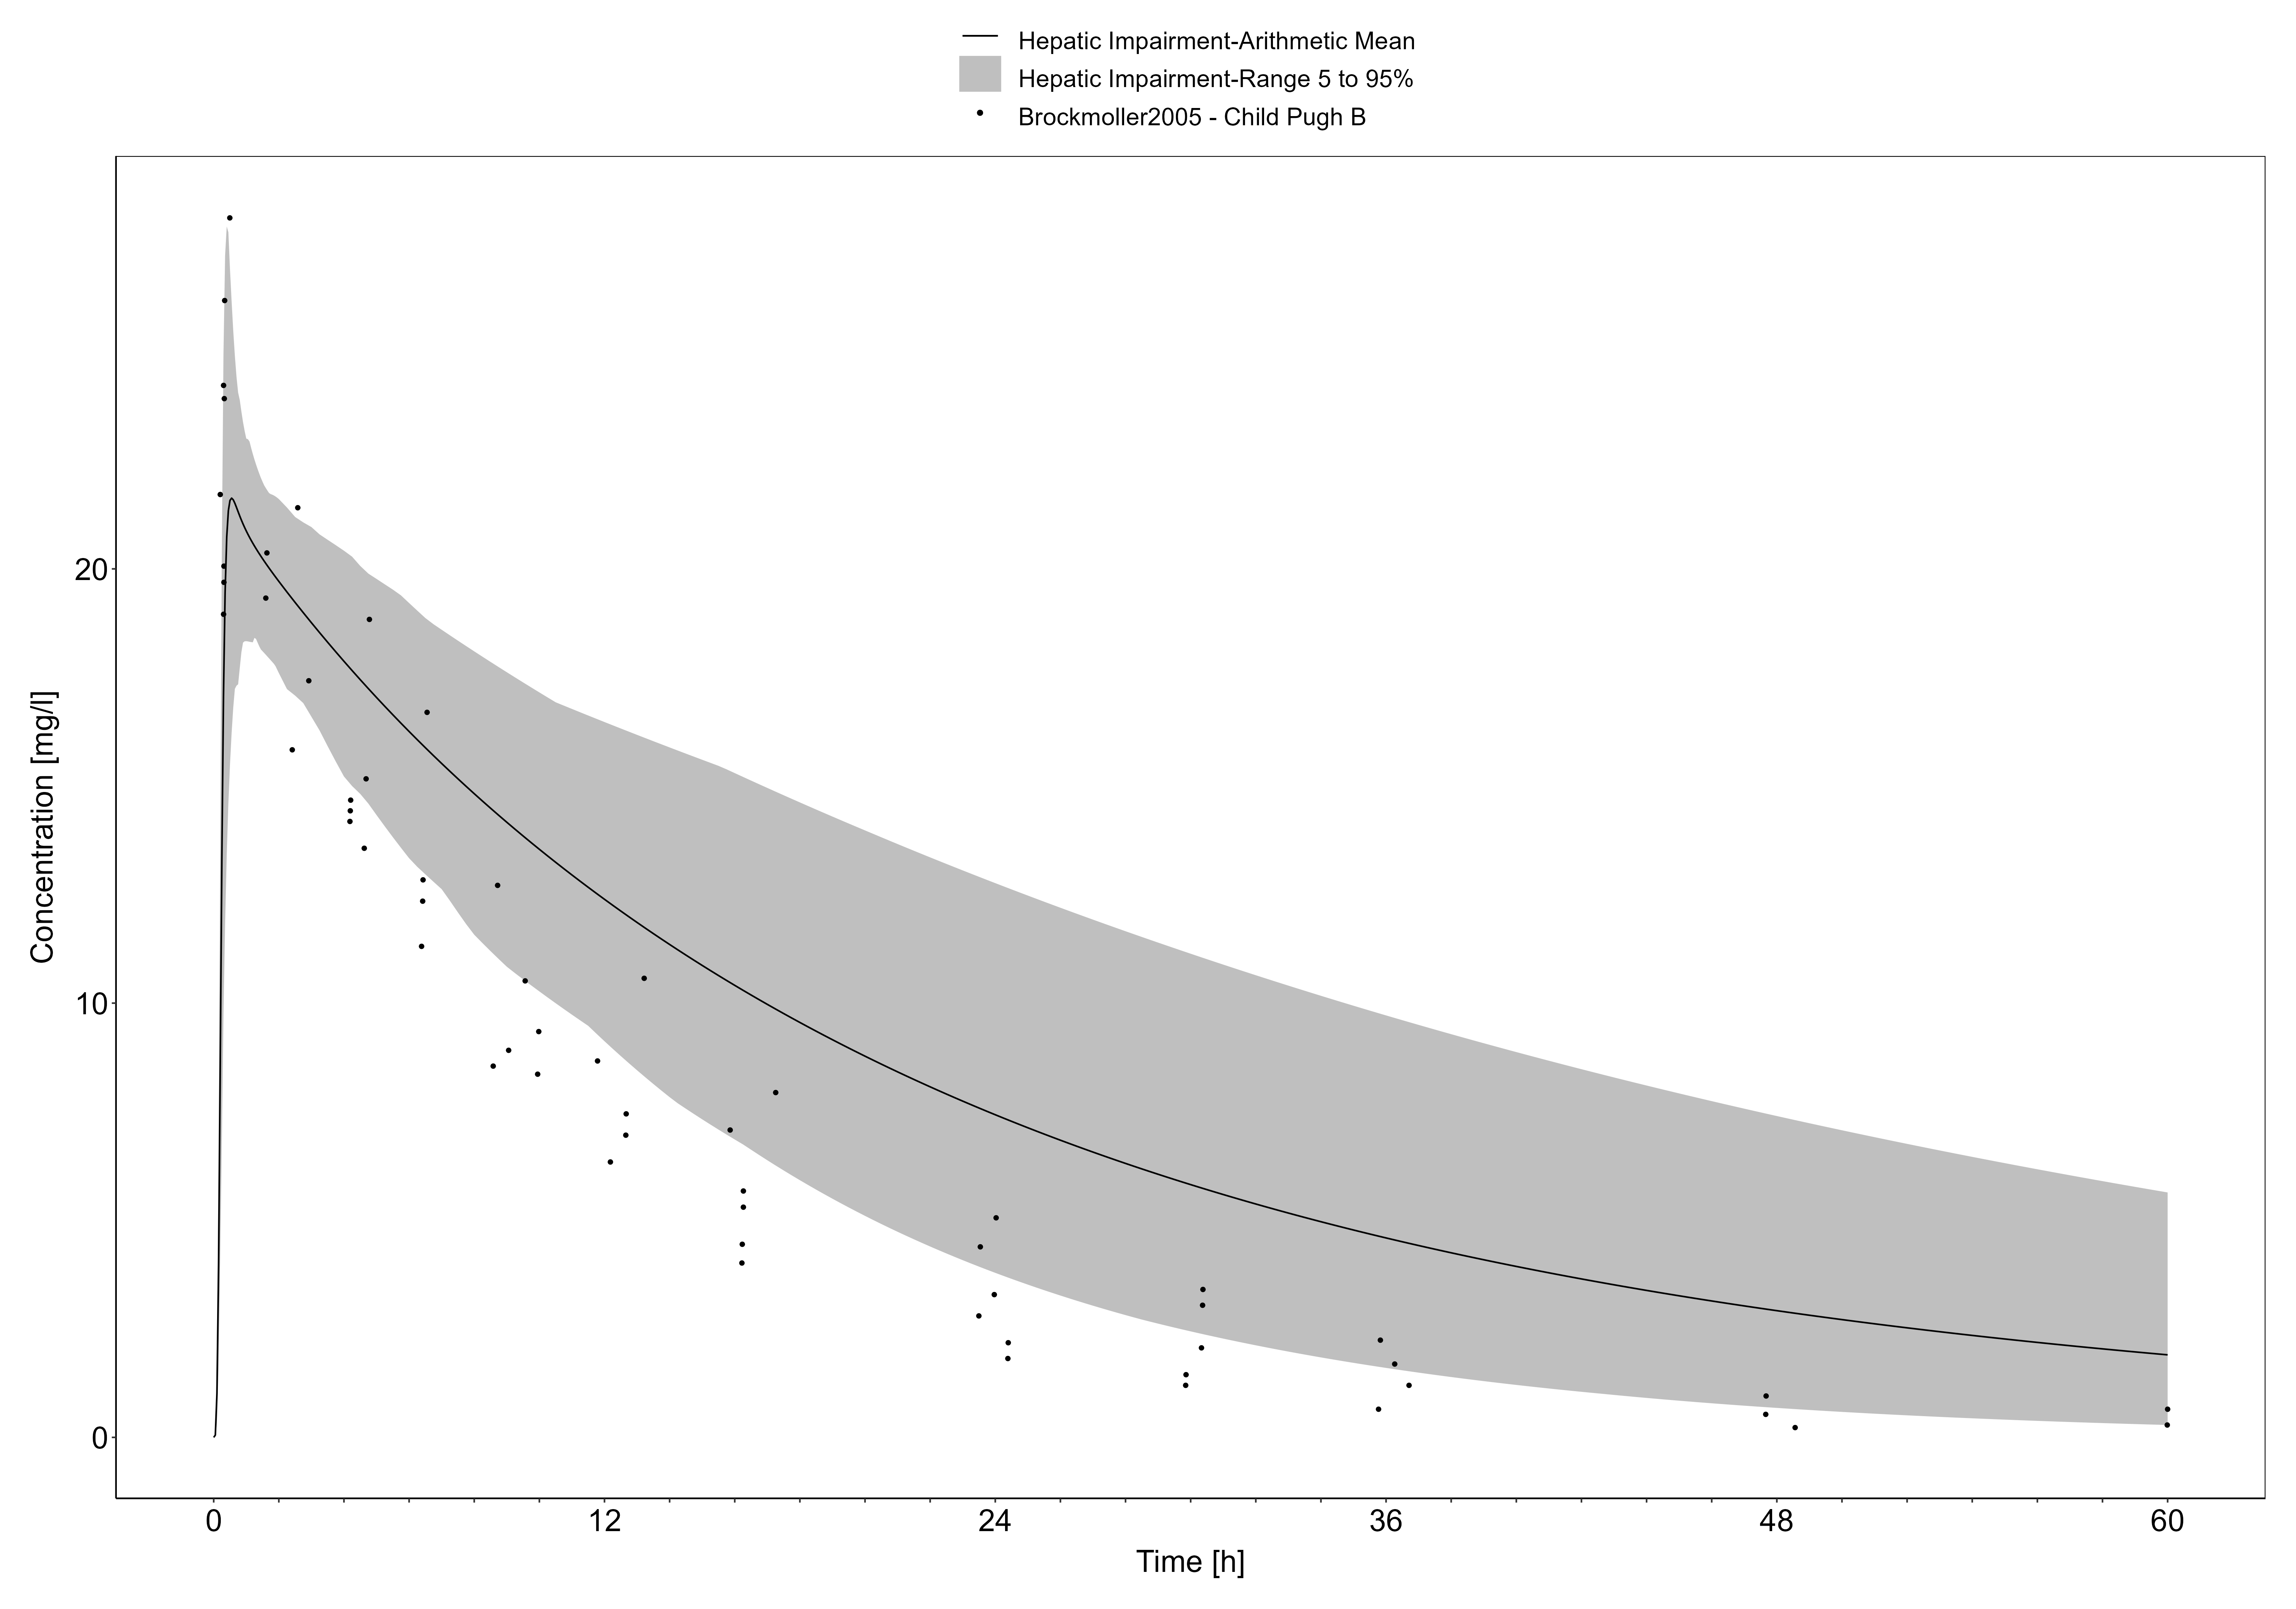 Hepatic Impairment-Arithmetic Mean
Hepatic Impairment-Range 5 to 95%
Brockmoller2005 - Child Pugh B
20
10
0
Concentration [mg/l]
0 12 24 36 48 60
Time [h]